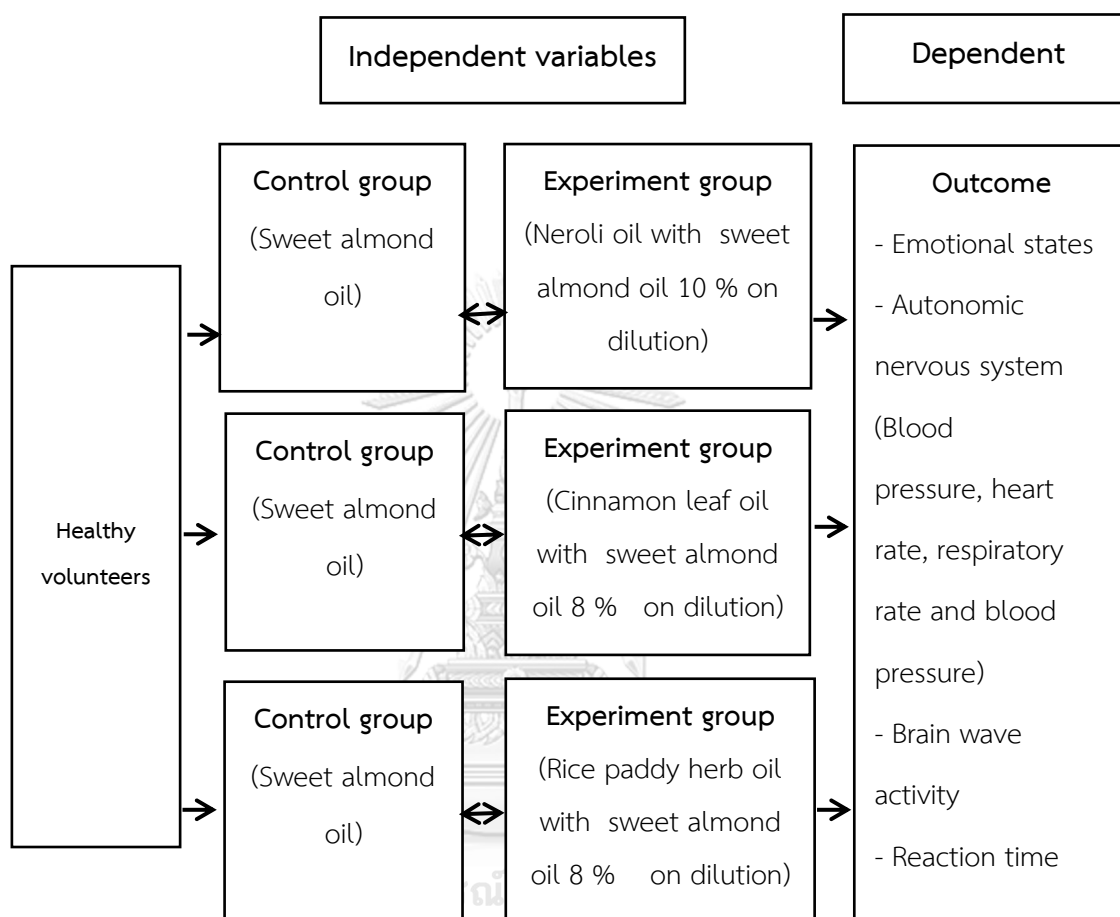 Independent variables
Dependent
Healthy
volunteers
Control group
(Sweet almond
oil)
Experiment group
(Neroli oil with sweet
almond oil 10 % on
dilution)
Control group
(Sweet almond
oil)
Experiment group
(Cinnamon leaf oil
with sweet almond
oil 8 % on dilution)
Control group
(Sweet almond
oil)
Experiment group
(Rice paddy herb oil
with sweet almond
oil 8 % on dilution)
Outcome
- Emotional states
- Autonomic
nervous system
(Blood
pressure, heart
rate, respiratory
rate and blood
pressure)
- Brain wave
activity
- Reaction time